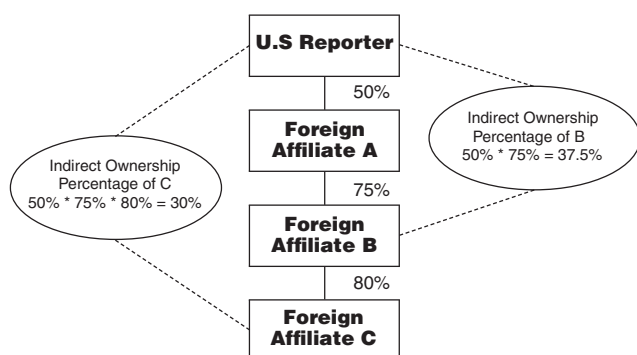 U.S Reporter
50%
Foreign
Affiliate A
Indirect Ownership
Percentage of B
50% * 75% = 37.5%
Indirect Ownership
Percentage of C
50% * 75% * 80% = 30%
75%
Foreign
Affiliate B
80%
Foreign
Affiliate C